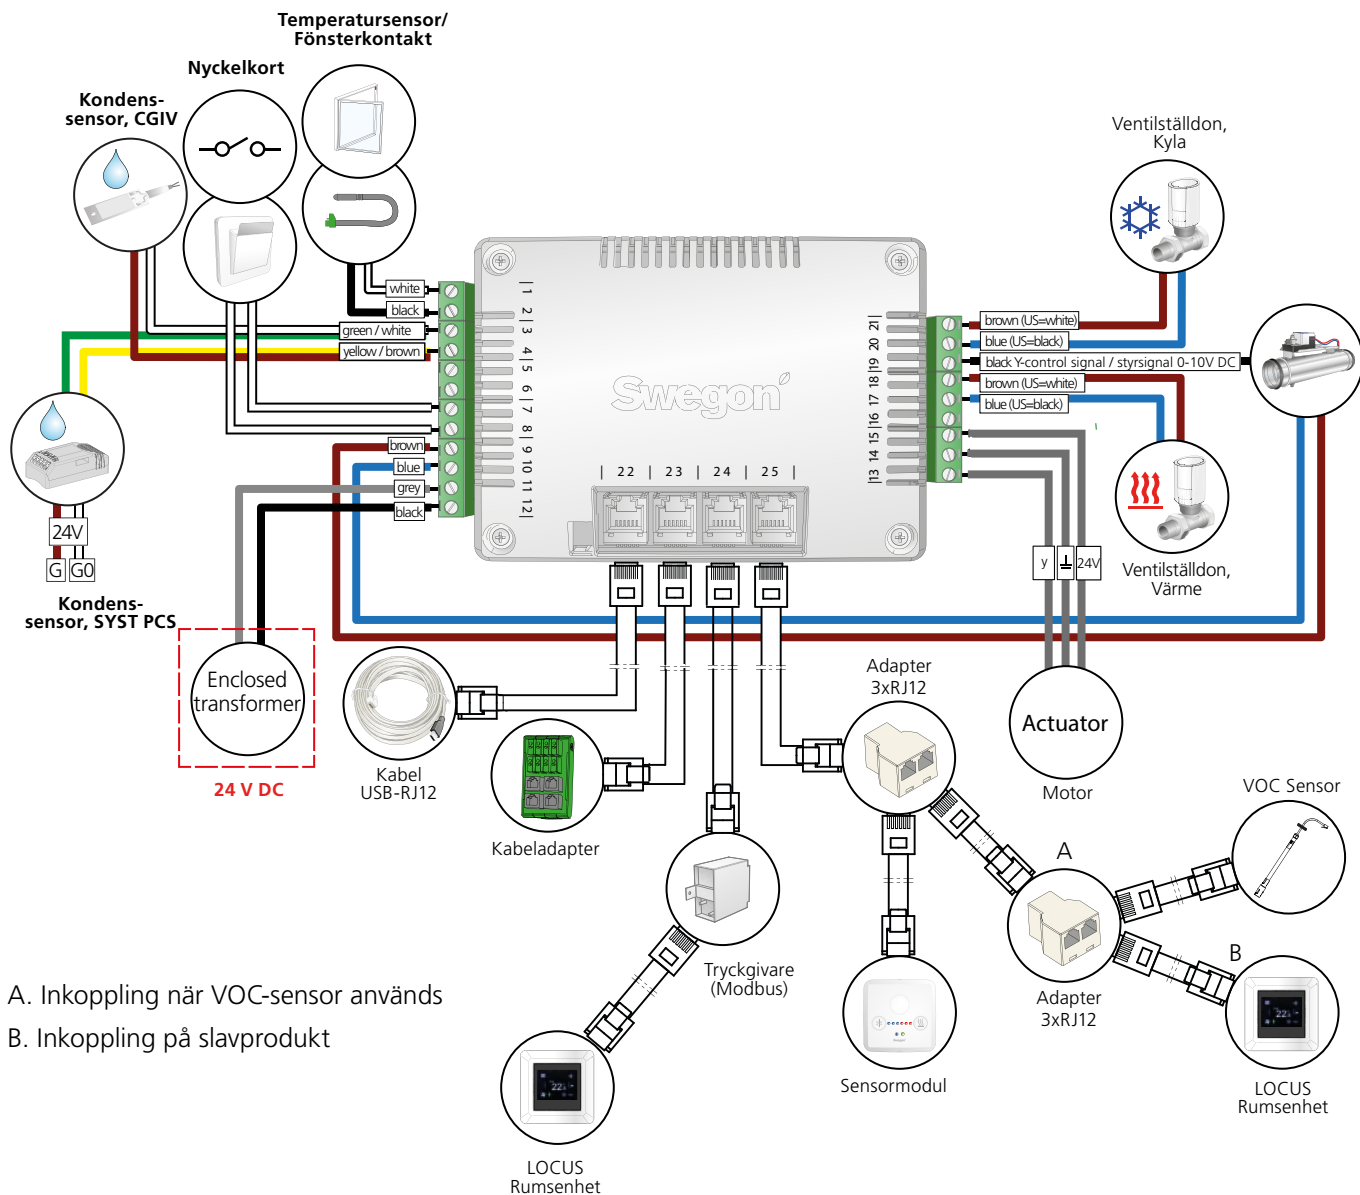 Temperatursensor/
Fönsterkontakt
Nyckelkort
Kondens-
sensor, CGIV
Ventilställdon,
Kyla
white
black
green / white
yellow / brown
brown
blue
grey
black
|1
2|
|3
4
|5
6
|7
8
|9
10
11
12|
Swegon
| 22 | 23 | 24 | 25 |
21|
20
|19
18
17
|16
15|
14
|13
brown (US=white)
blue (US=black)
black Y-control signal / styrsignal 0-10V DC
brown (US=white)
blue (US=black)
24V
G
G0
Kondens-
sensor, SYST PCS
y
24V
Ventilställdon,
Värme
Enclosed
transformer
24 V DC
Kabel
USB-RJ12
Kabeladapter
Adapter
3xRJ12
Actuator
Motor
VOC Sensor
A
B
Tryckgivare
(Modbus)
Adapter
3xRJ12
Sensormodul
LOCUS
Rumsenhet
LOCUS
Rumsenhet
A. Inkoppling när VOC-sensor används
B. Inkoppling på slavprodukt